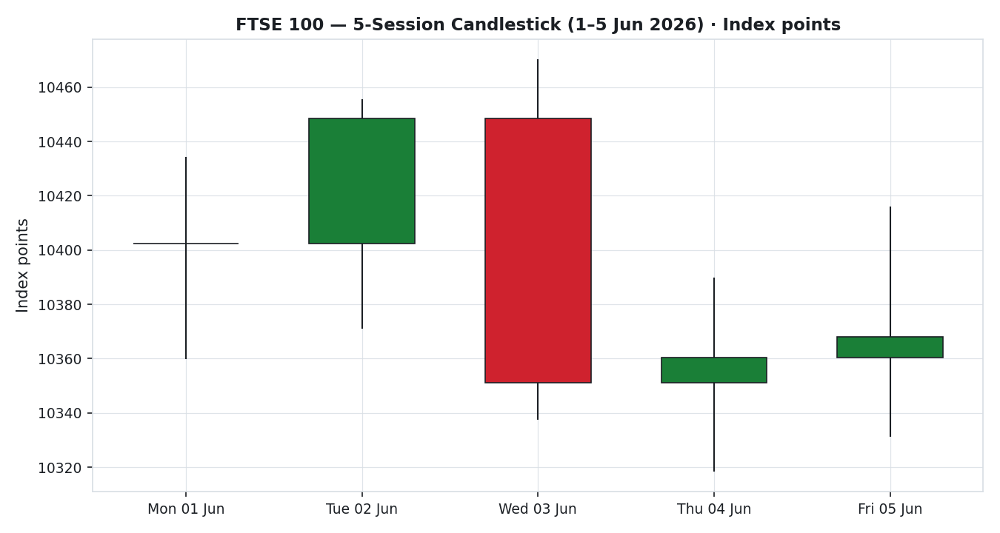 FTSE 100 — 5-Session Candlestick (1–5 Jun 2026) · Index points
Index points
10460
10440
10420
10400
10380
10360
10340
10320
Mon 01 Jun
Tue 02 Jun
Wed 03 Jun
Thu 04 Jun
Fri 05 Jun